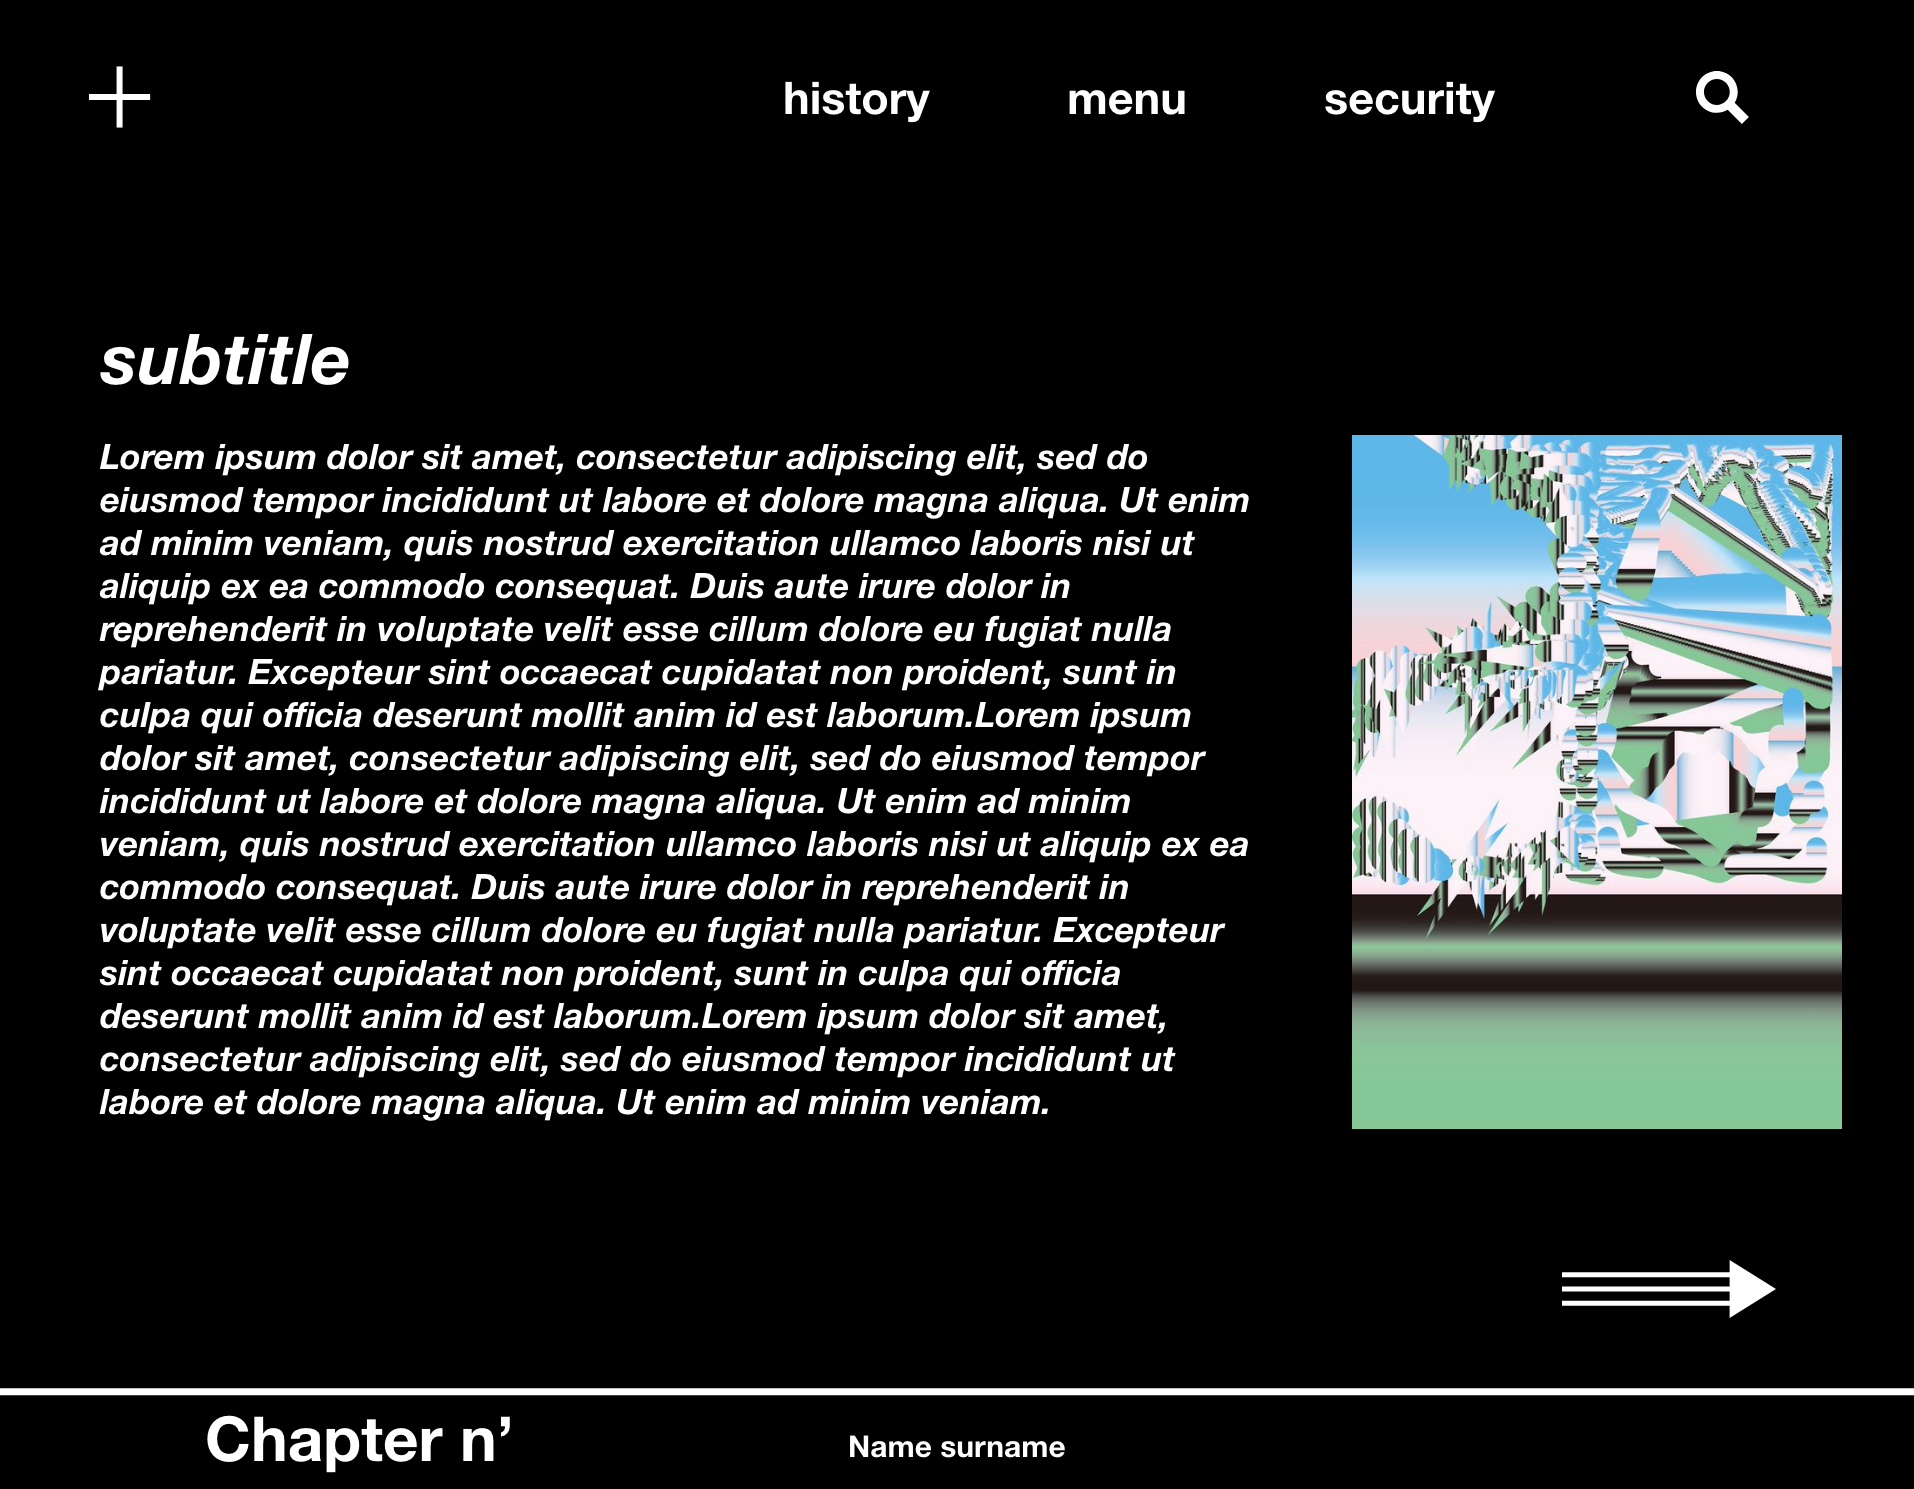 history menu security
subtitle
Lorem ipsum dolor sit amet, consectetur adipiscing elit, sed do
eiusmod tempor incididunt ut labore et dolore magna aliqua. Ut enim
ad minim veniam, quis nostrud exercitation ullamco laboris nisi ut
aliquip ex ea commodo consequat. Duis aute irure dolor in
reprehenderit in voluptate velit esse cillum dolore eu fugiat nulla
pariatur. Excepteur sint occaecat cupidatat non proident, sunt in
culpa qui officia deserunt mollit anim id est laborum.Lorem ipsum
dolor sit amet, consectetur adipiscing elit, sed do eiusmod tempor
incididunt ut labore et dolore magna aliqua. Ut enim ad minim
veniam, quis nostrud exercitation ullamco laboris nisi ut aliquip ex ea
commodo consequat. Duis aute irure dolor in reprehenderit in
voluptate velit esse cillum dolore eu fugiat nulla pariatur. Excepteur
sint occaecat cupidatat non proident, sunt in culpa qui officia
deserunt mollit anim id est laborum.Lorem ipsum dolor sit amet,
consectetur adipiscing elit, sed do eiusmod tempor incididunt ut
labore et dolore magna aliqua. Ut enim ad minim veniam.
Chapter n’
Name surname